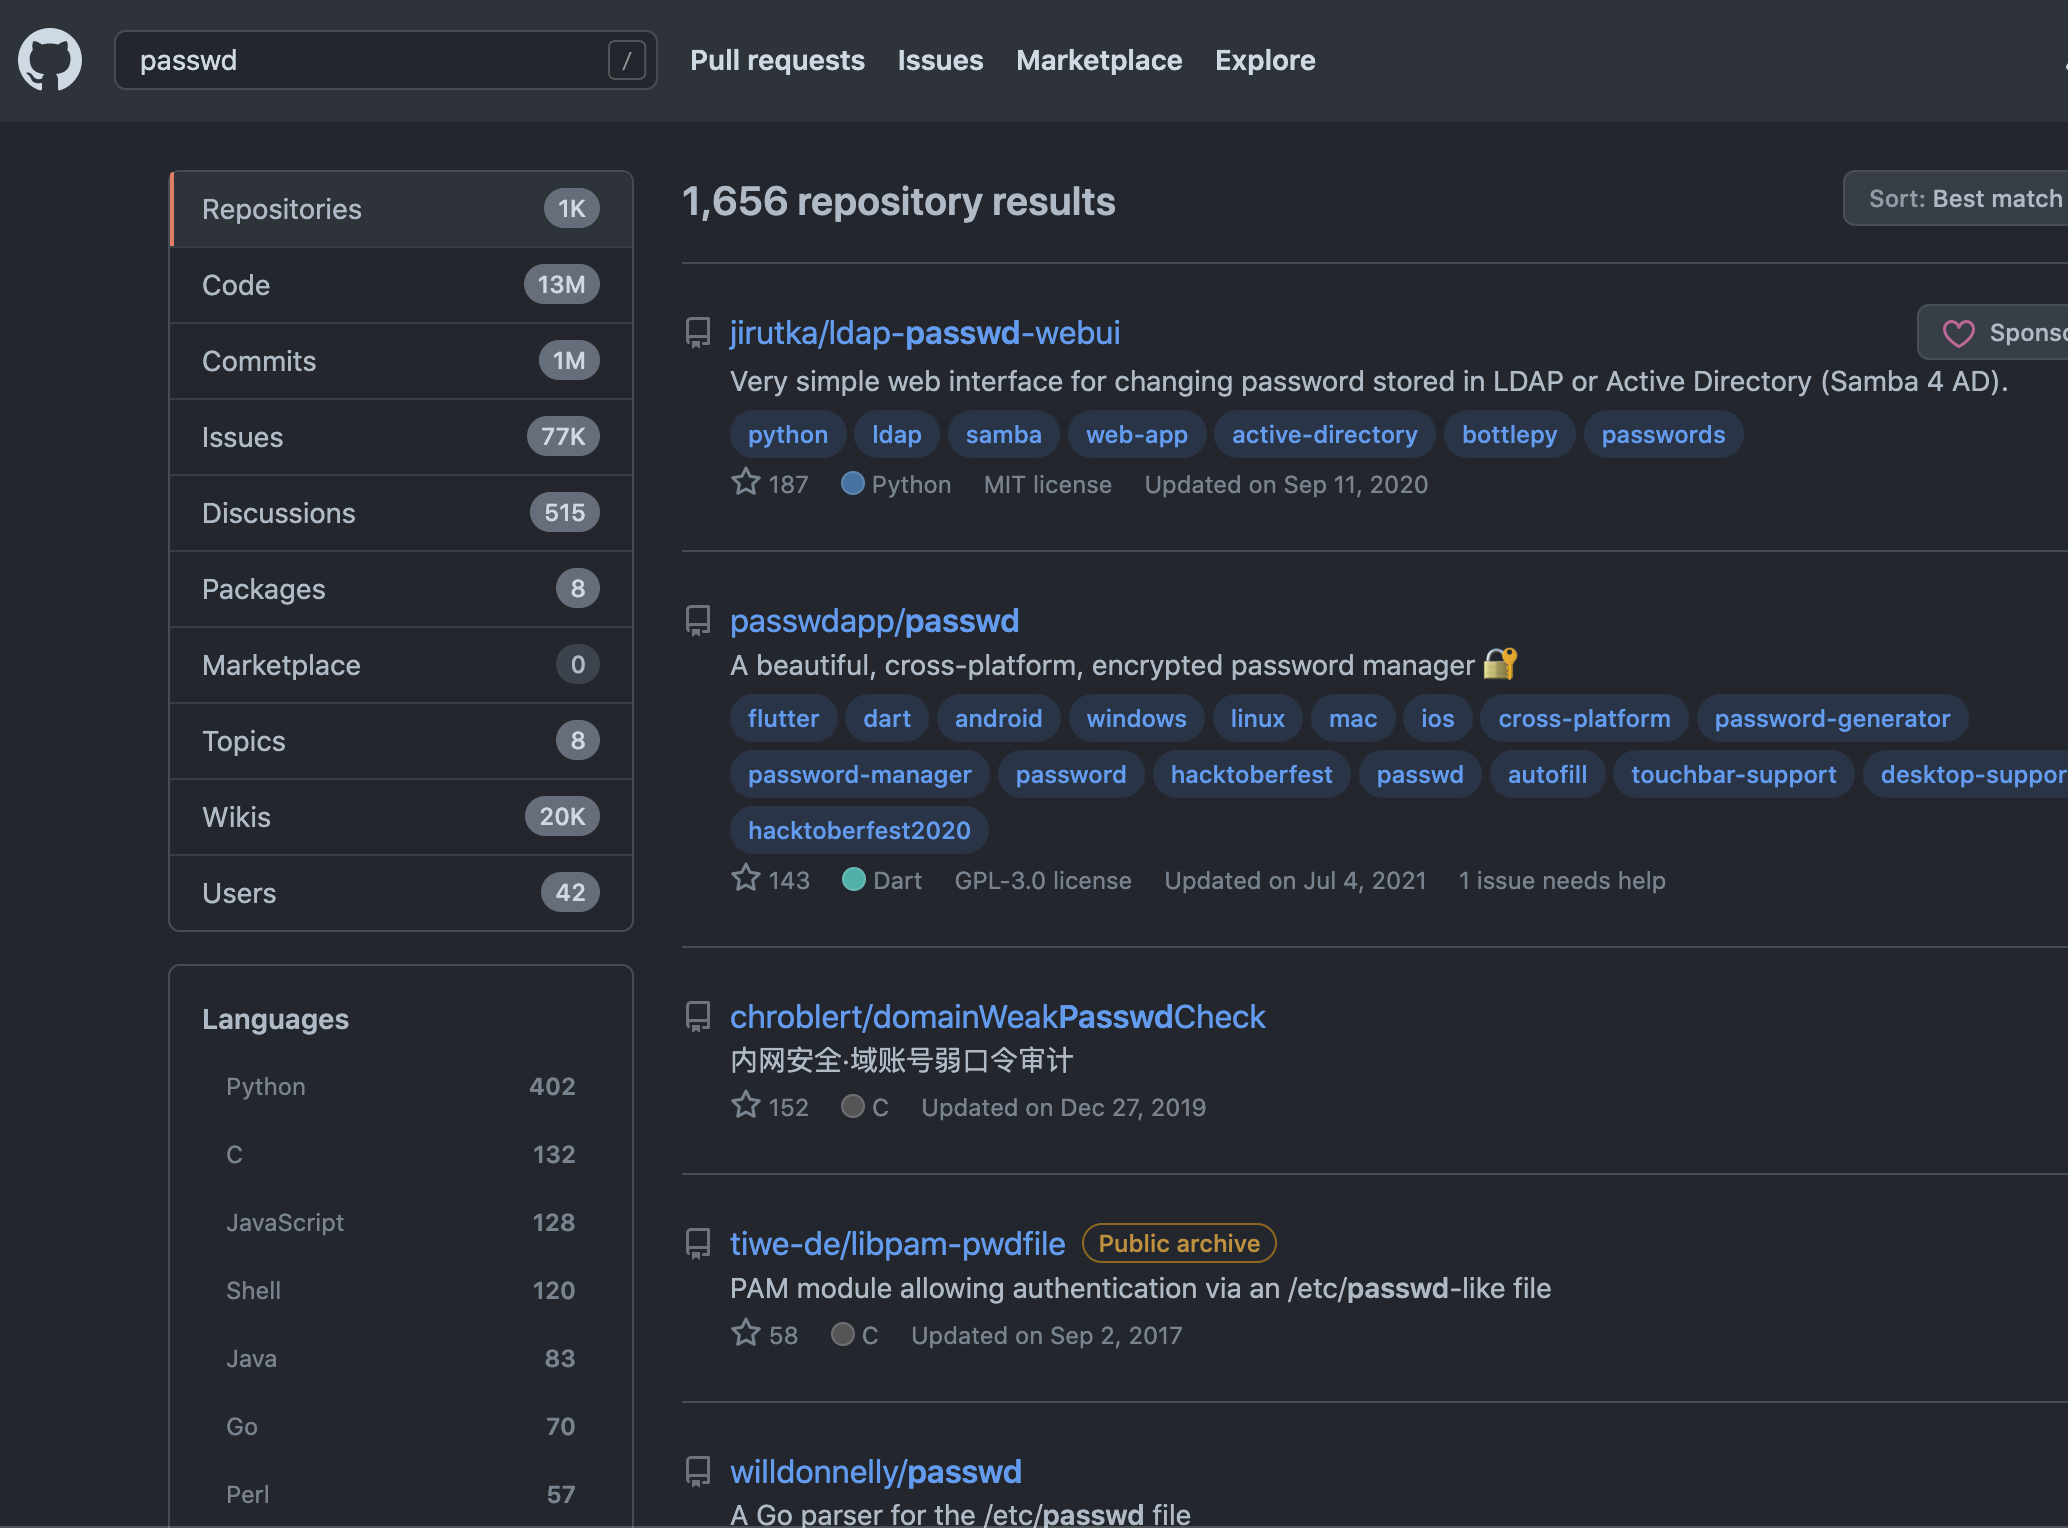 passwd /
Pull requests Issues Marketplace Explore
Repositories 1K
Code 13M
Commits 1M
Issues 77K
Discussions 515
Packages 8
Marketplace 0
Topics 8
Wikis 20K
Users 42
Languages
Python 402
C 132
JavaScript 128
Shell 120
Java 83
Go 70
Perl 57
1,656 repository results
Sort: Best match
jirutka/ldap-passwd-webui
Sponso
Very simple web interface for changing password stored in LDAP or Active Directory (Samba 4 AD).
python ldap samba web-app active-directory bottlepy passwords
187 Python MIT license Updated on Sep 11, 2020
passwdapp/passwd
A beautiful, cross-platform, encrypted password manager 🔐
flutter dart android windows linux mac ios cross-platform password-generator
password-manager password hacktoberfest passwd autofill touchbar-support desktop-suppor
hacktoberfest2020
143 Dart GPL-3.0 license Updated on Jul 4, 2021 1 issue needs help
chroblert/domainWeakPasswdCheck
内网安全·域账号弱口令审计
152 C Updated on Dec 27, 2019
tiwe-de/libpam-pwdfile Public archive
PAM module allowing authentication via an /etc/passwd-like file
58 C Updated on Sep 2, 2017
willdonnelly/passwd
A Go parser for the /etc/passwd file